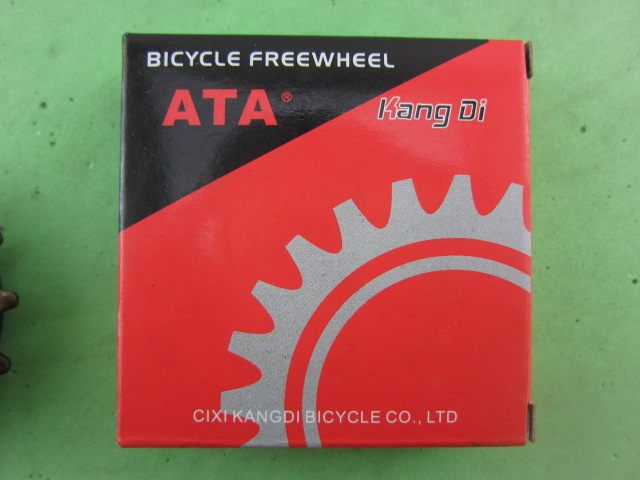 BICYCLE FREEWHEEL
ATA® Kang Di
CIXI KANGDI BICYCLE CO., LTD